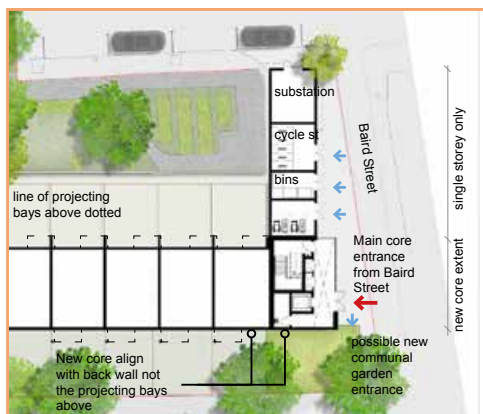 substation
cycle st
bins
Baird Street
single storey only
line of projecting
bays above dotted
Main core
entrance
from Baird
Street
new core extent
New core align
with back wall not
the projecting bays
above
possible new
communal
garden
entrance